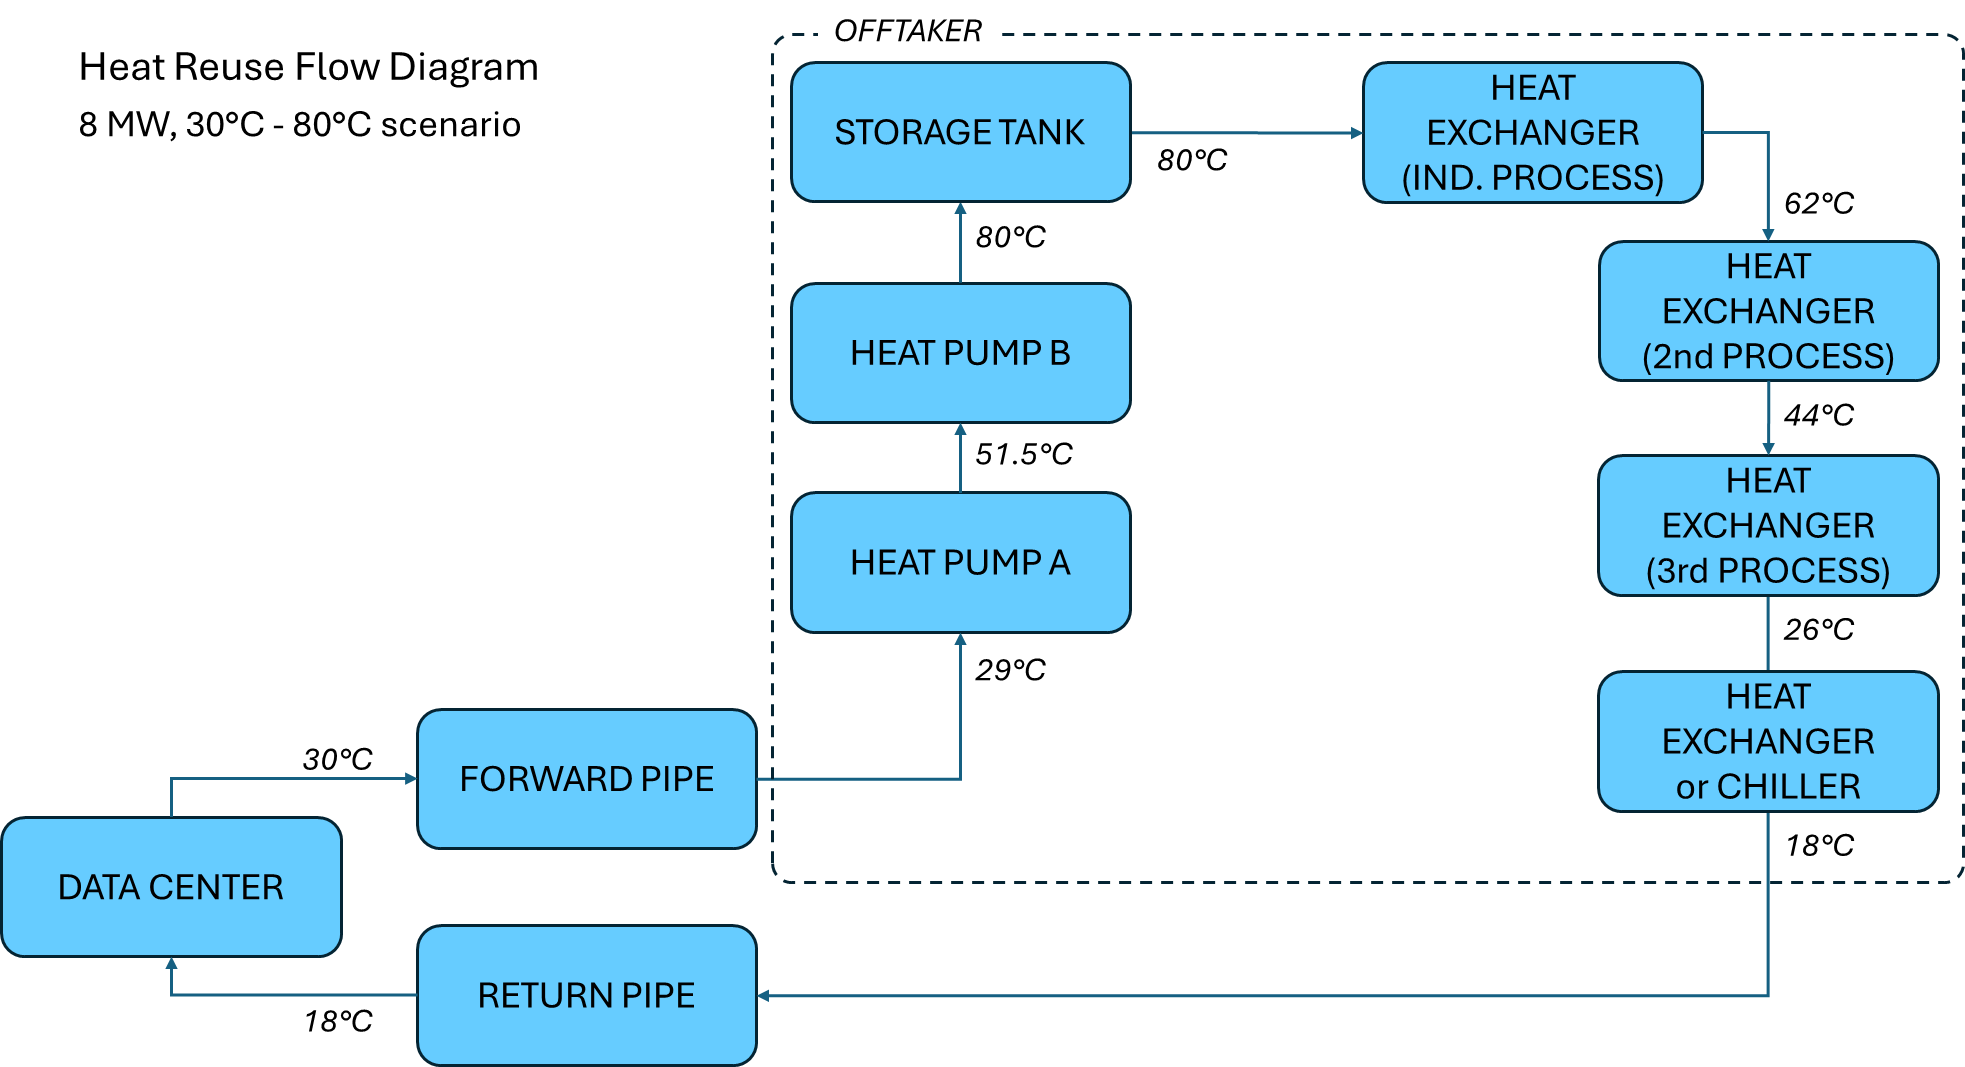 Heat Reuse Flow Diagram
8 MW, 30°C - 80°C scenario
OFFTAKER
STORAGE TANK
80°C
HEAT
EXCHANGER
(IND. PROCESS)
62°C
80°C
HEAT
EXCHANGER
(2nd PROCESS)
HEAT PUMP B
44°C
51.5°C
HEAT
EXCHANGER
(3rd PROCESS)
HEAT PUMP A
26°C
29°C
HEAT
EXCHANGER
or CHILLER
30°C
FORWARD PIPE
18°C
DATA CENTER
RETURN PIPE
18°C